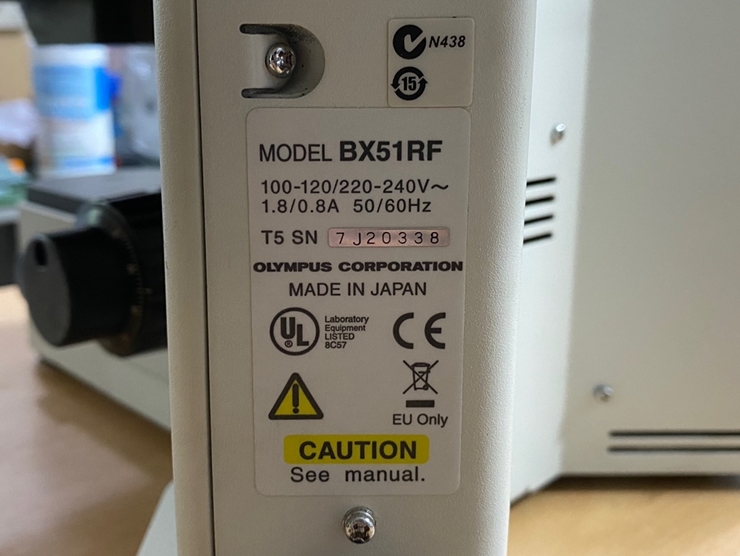 N438
15
MODEL BX51RF
100-120/220-240V～
1.8/0.8A 50/60Hz
T5 SN 7J20338
OLYMPUS CORPORATION
MADE IN JAPAN
UL
Laboratory
Equipment
LISTED
8C57
CE
EU Only
CAUTION
See manual.